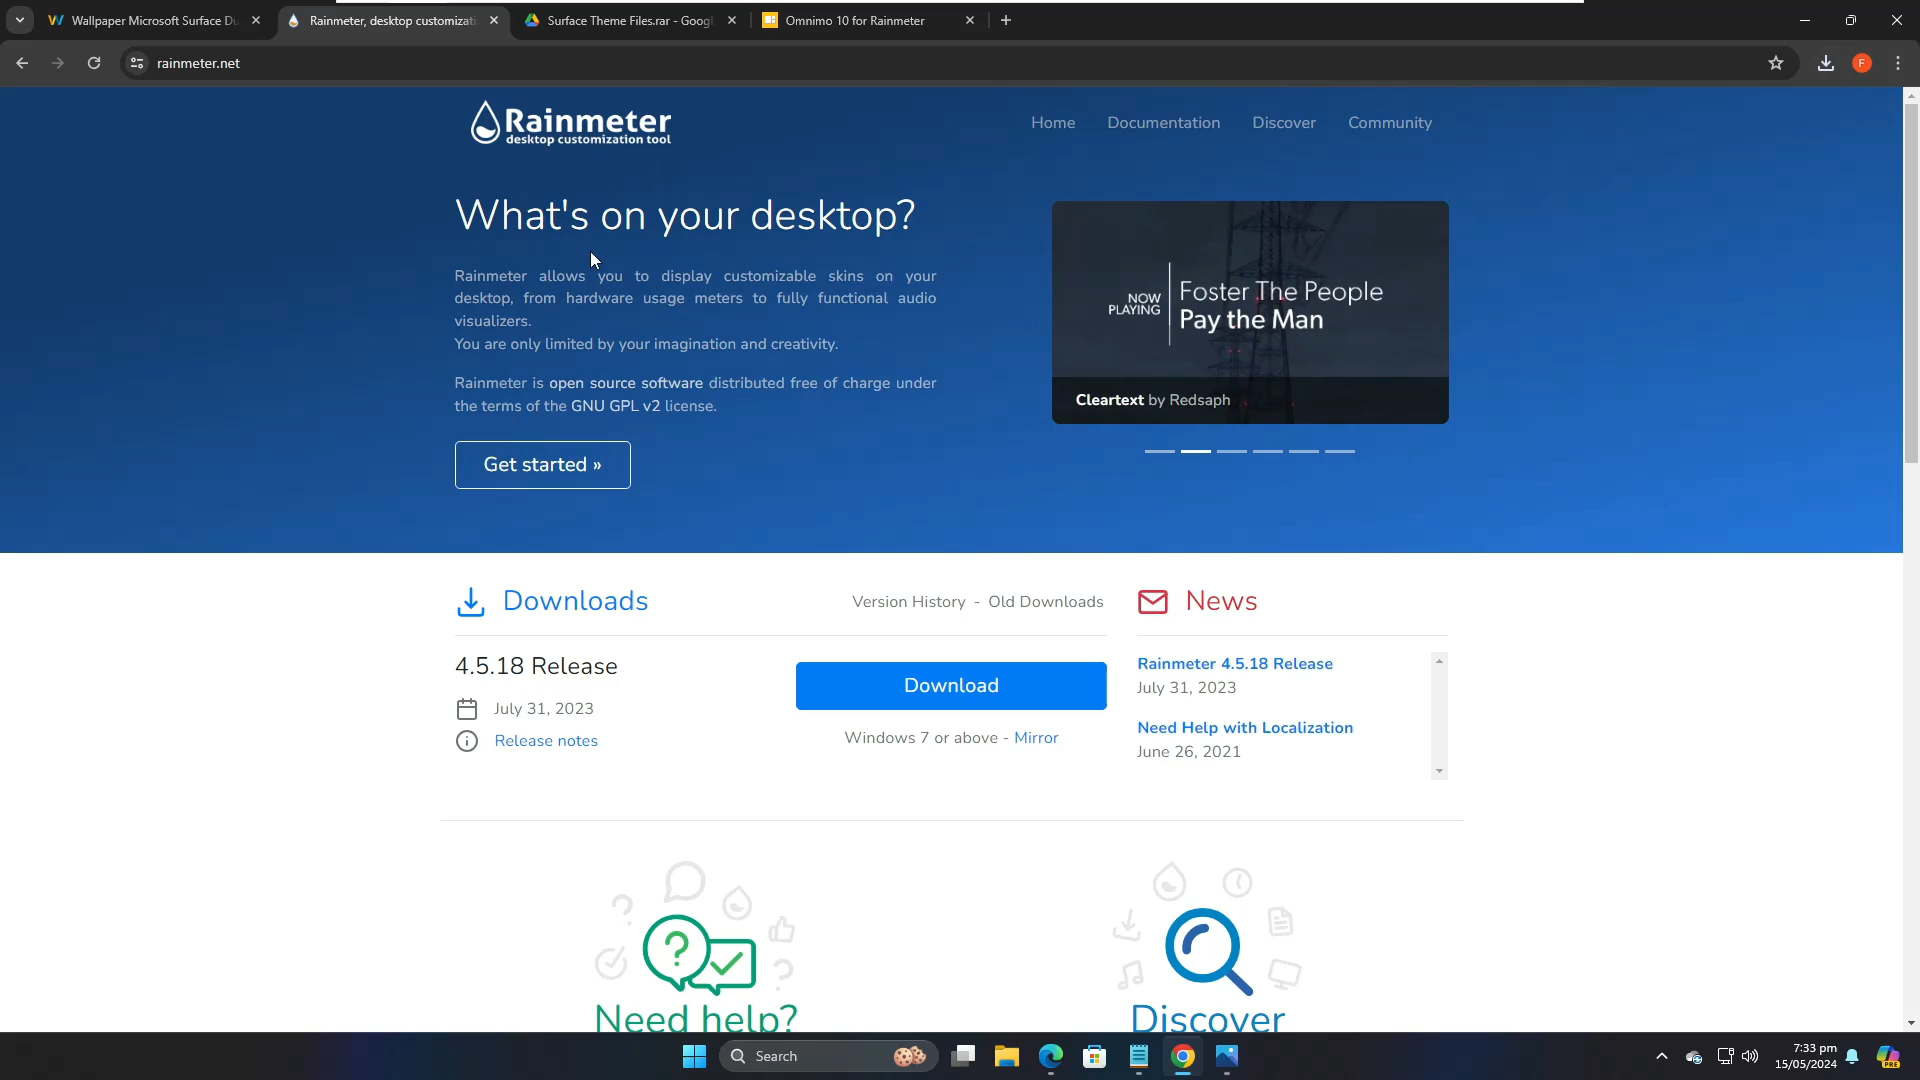 Wallpaper Microsoft Surface Du
Rainmeter, desktop customizati
Surface Theme Files.rar - Googl
Omnimo 10 for Rainmeter
rainmeter.net
F
Rainmeter
desktop customization tool
Home
Documentation
Discover
Community
What's on your desktop?
Rainmeter allows you to display customizable skins on your
desktop, from hardware usage meters to fully functional audio
visualizers.
You are only limited by your imagination and creativity.
Rainmeter is open source software distributed free of charge under
the terms of the GNU GPL v2 license.
Get started »
NOW
PLAYING
Foster The People
Pay the Man
Cleartext by Redsaph
Downloads
Version History - Old Downloads
News
4.5.18 Release
July 31, 2023
Release notes
Download
Windows 7 or above - Mirror
Rainmeter 4.5.18 Release
July 31, 2023
Need Help with Localization
June 26, 2021
Need help?
Discover
Search
7:33 pm
15/05/2024
PRE